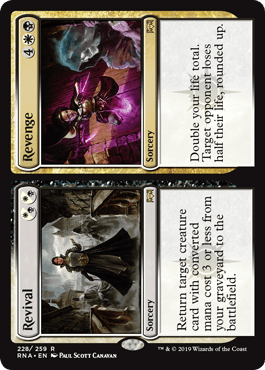 Revival
Sorcery
Return target creature
card with converted
mana cost 3 or less from
your graveyard to the
battlefield.
Revenge
4
Sorcery
Double your life total.
Target opponent loses
half their life, rounded up.
228/259 R
RNA • EN PAUL SCOTT CANAVAN
™ & © 2019 Wizards of the Coast